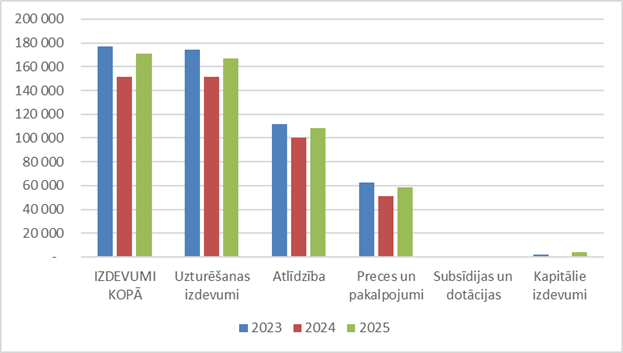 200 000
180 000
160 000
140 000
120 000
100 000
80 000
60 000
40 000
20 000
-
IZDEVUMI
KOPĀ
Uzturēšanas
izdevumi
Atlīdzība
Preces un
pakalpojumi
Subsīdijas un
dotācijas
Kapitālie
izdevumi
2023
2024
2025